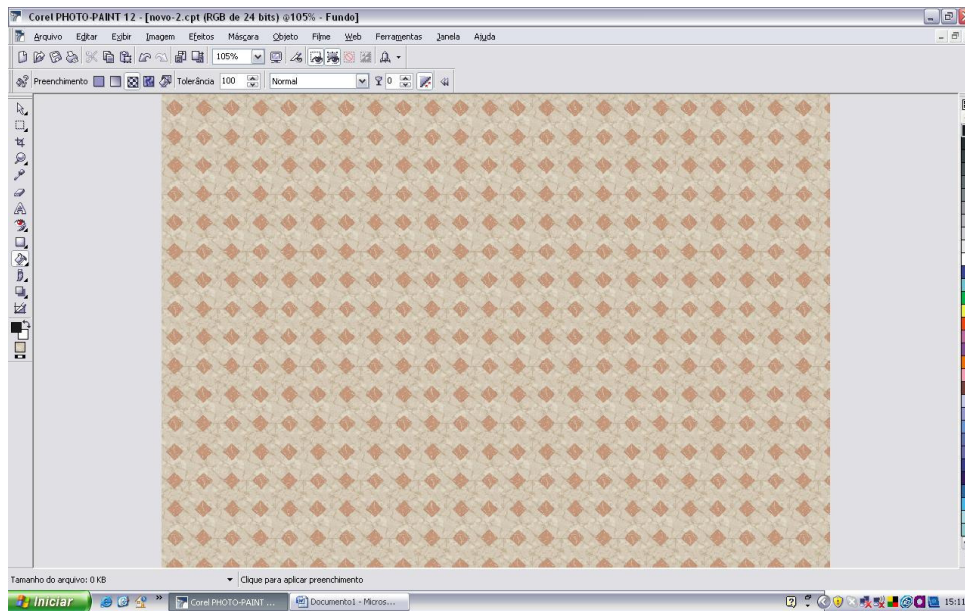 Corel PHOTO-PAINT 12 - [novo-2.cpt (RGB de 24 bits) @105% - Fundo]
Arquivo Editar Exibir Imagem Efeitos Máscara Objeto Filme Web Ferramentas Janela Ajuda
105%
Preenchimento Tolerância 100 Normal 0
Tamanho do arquivo: 0 KB Clique para aplicar preenchimento
Iniciar » Corel PHOTO-PAINT ... Documento1 - Micros... 15:11